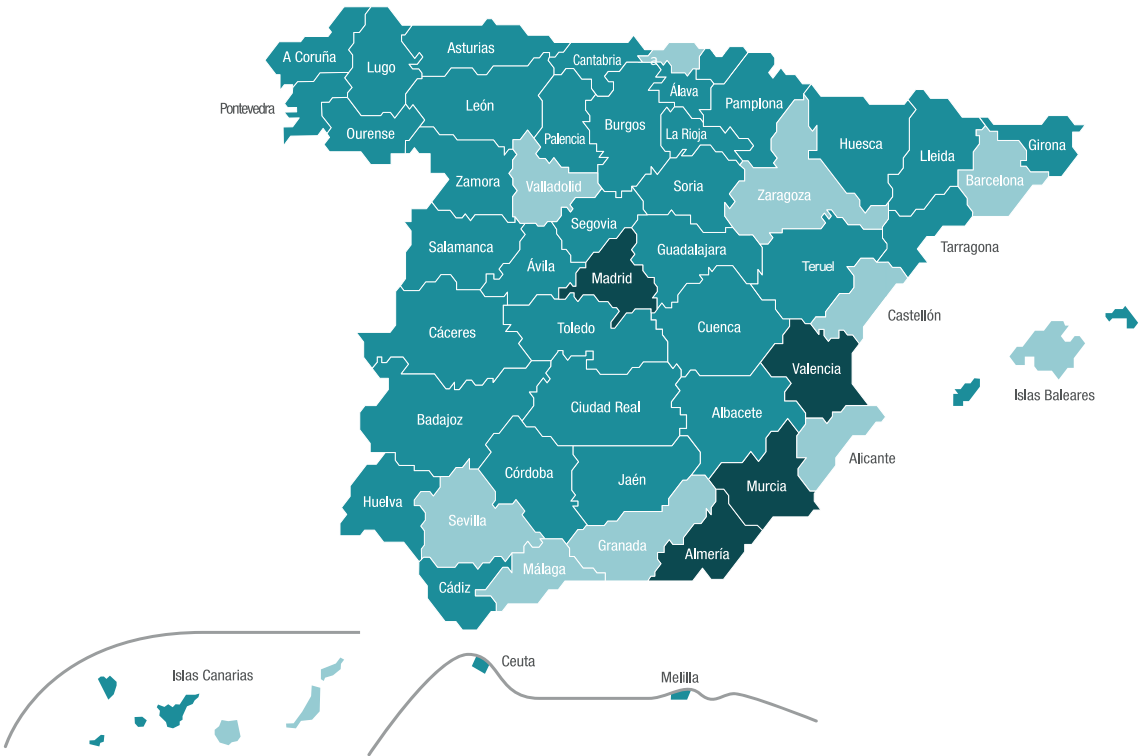 A Coruña
Lugo
Asturias
Cantabria
a
Álava
Pamplona
Pontevedra
Ourense
León
Palencia
Burgos
La Rioja
Huesca
Lleida
Girona
Barcelona
Zamora
Valladolid
Soria
Zaragoza
Segovia
Salamanca
Ávila
Madrid
Guadalajara
Teruel
Tarragona
Castellón
Cáceres
Toledo
Cuenca
Valencia
Islas Baleares
Badajoz
Ciudad Real
Albacete
Alicante
Huelva
Sevilla
Córdoba
Jaén
Murcia
Granada
Almería
Málaga
Cádiz
Islas Canarias
Ceuta
Melilla